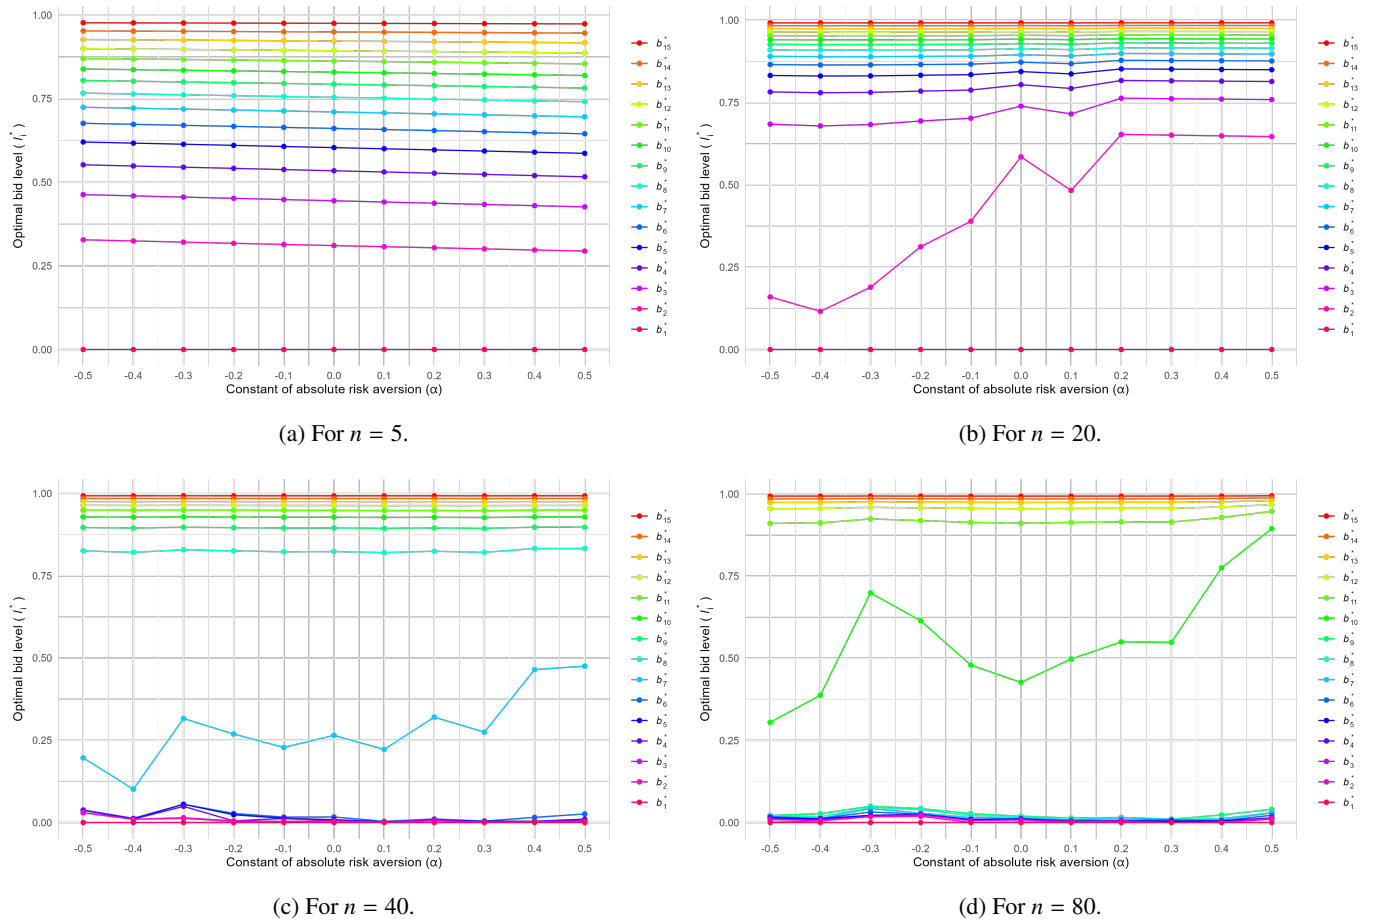 1.00
0.75
0.50
0.25
0.00
Optimal bid level ( l*i )
-0.5 -0.4 -0.3 -0.2 -0.1 0.0 0.1 0.2 0.3 0.4 0.5
Constant of absolute risk aversion (α)
b*15
b*14
b*13
b*12
b*11
b*10
b*9
b*8
b*7
b*6
b*5
b*4
b*3
b*2
b*1
(a) For n = 5.
1.00
0.75
0.50
0.25
0.00
Optimal bid level ( l*i )
-0.5 -0.4 -0.3 -0.2 -0.1 0.0 0.1 0.2 0.3 0.4 0.5
Constant of absolute risk aversion (α)
b*15
b*14
b*13
b*12
b*11
b*10
b*9
b*8
b*7
b*6
b*5
b*4
b*3
b*2
b*1
(b) For n = 20.
1.00
0.75
0.50
0.25
0.00
Optimal bid level ( l*i )
-0.5 -0.4 -0.3 -0.2 -0.1 0.0 0.1 0.2 0.3 0.4 0.5
Constant of absolute risk aversion (α)
b*15
b*14
b*13
b*12
b*11
b*10
b*9
b*8
b*7
b*6
b*5
b*4
b*3
b*2
b*1
(c) For n = 40.
1.00
0.75
0.50
0.25
0.00
Optimal bid level ( l*i )
-0.5 -0.4 -0.3 -0.2 -0.1 0.0 0.1 0.2 0.3 0.4 0.5
Constant of absolute risk aversion (α)
b*15
b*14
b*13
b*12
b*11
b*10
b*9
b*8
b*7
b*6
b*5
b*4
b*3
b*2
b*1
(d) For n = 80.